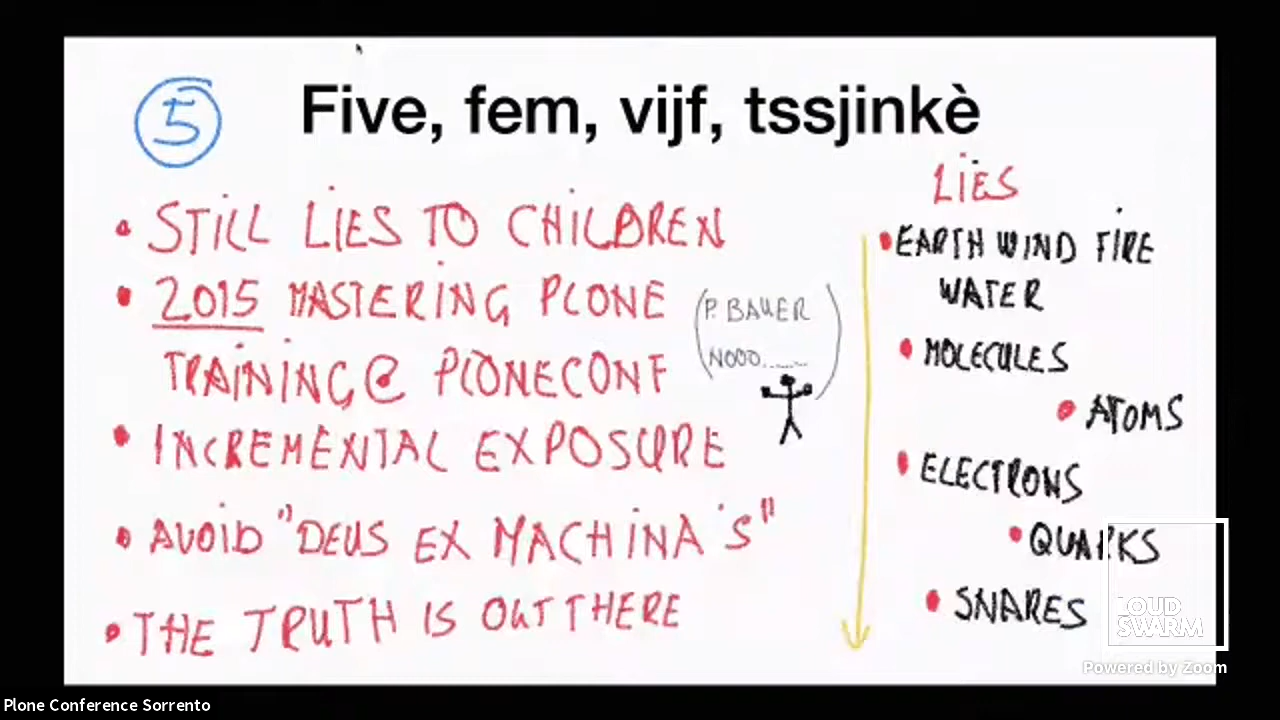 5
Five, fem, vijf, tssjinkè
• STILL LIES TO CHILDREN
• 2015 MASTERING PLONE
TRAINING@ PLONECONF
(P. BAUER
NOOO......)
• INCREMENTAL EXPOSURE
• AVOID "DEUS EX MACHINA'S"
• THE TRUTH IS OUT THERE
LIES
• EARTH WIND FIRE
WATER
• MOLECULES
• ATOMS
• ELECTRONS
• QUARKS
• SNARES
LOUD
SWARM
Powered by Zoom
Plone Conference Sorrento